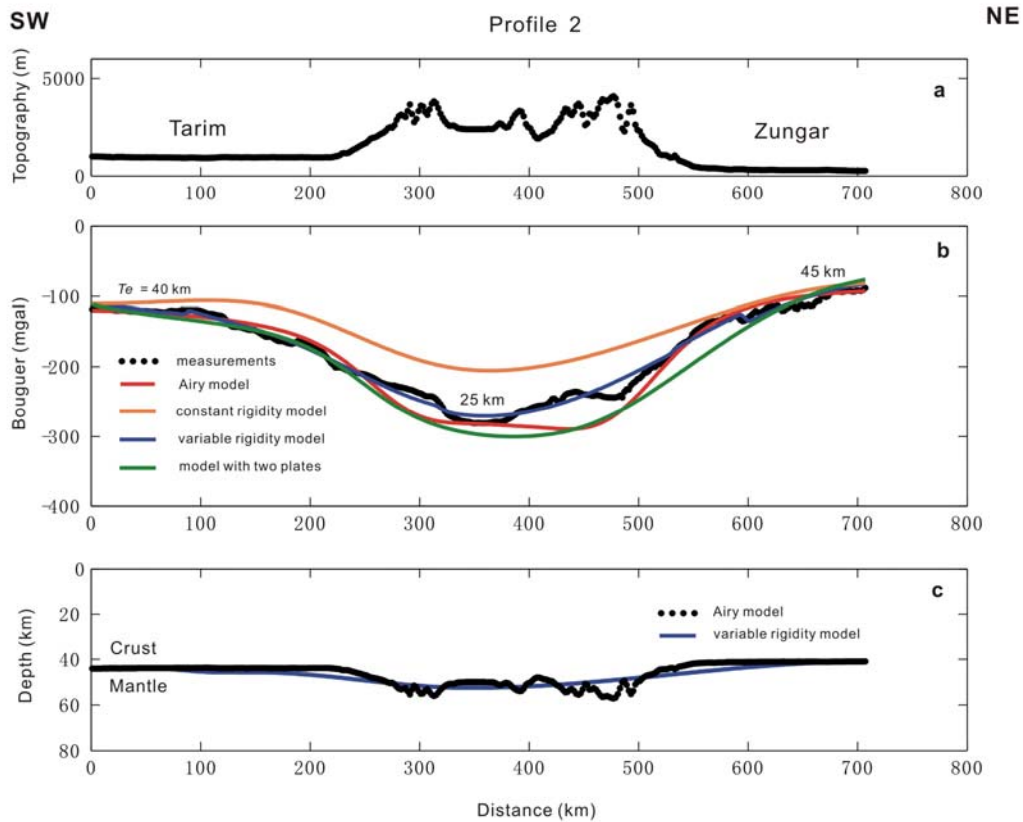 SW
Profile 2
NE
Topography (m)
5000
0
a
Tarim
Zungar
0 100 200 300 400 500 600 700 800
Bouguer (mgal)
0
-100
-200
-300
-400
b
Te = 40 km
45 km
25 km
measurements
Airy model
constant rigidity model
variable rigidity model
model with two plates
0 100 200 300 400 500 600 700 800
Depth (km)
0
20
40
60
80
c
Airy model
variable rigidity model
Crust
Mantle
0 100 200 300 400 500 600 700 800
Distance (km)